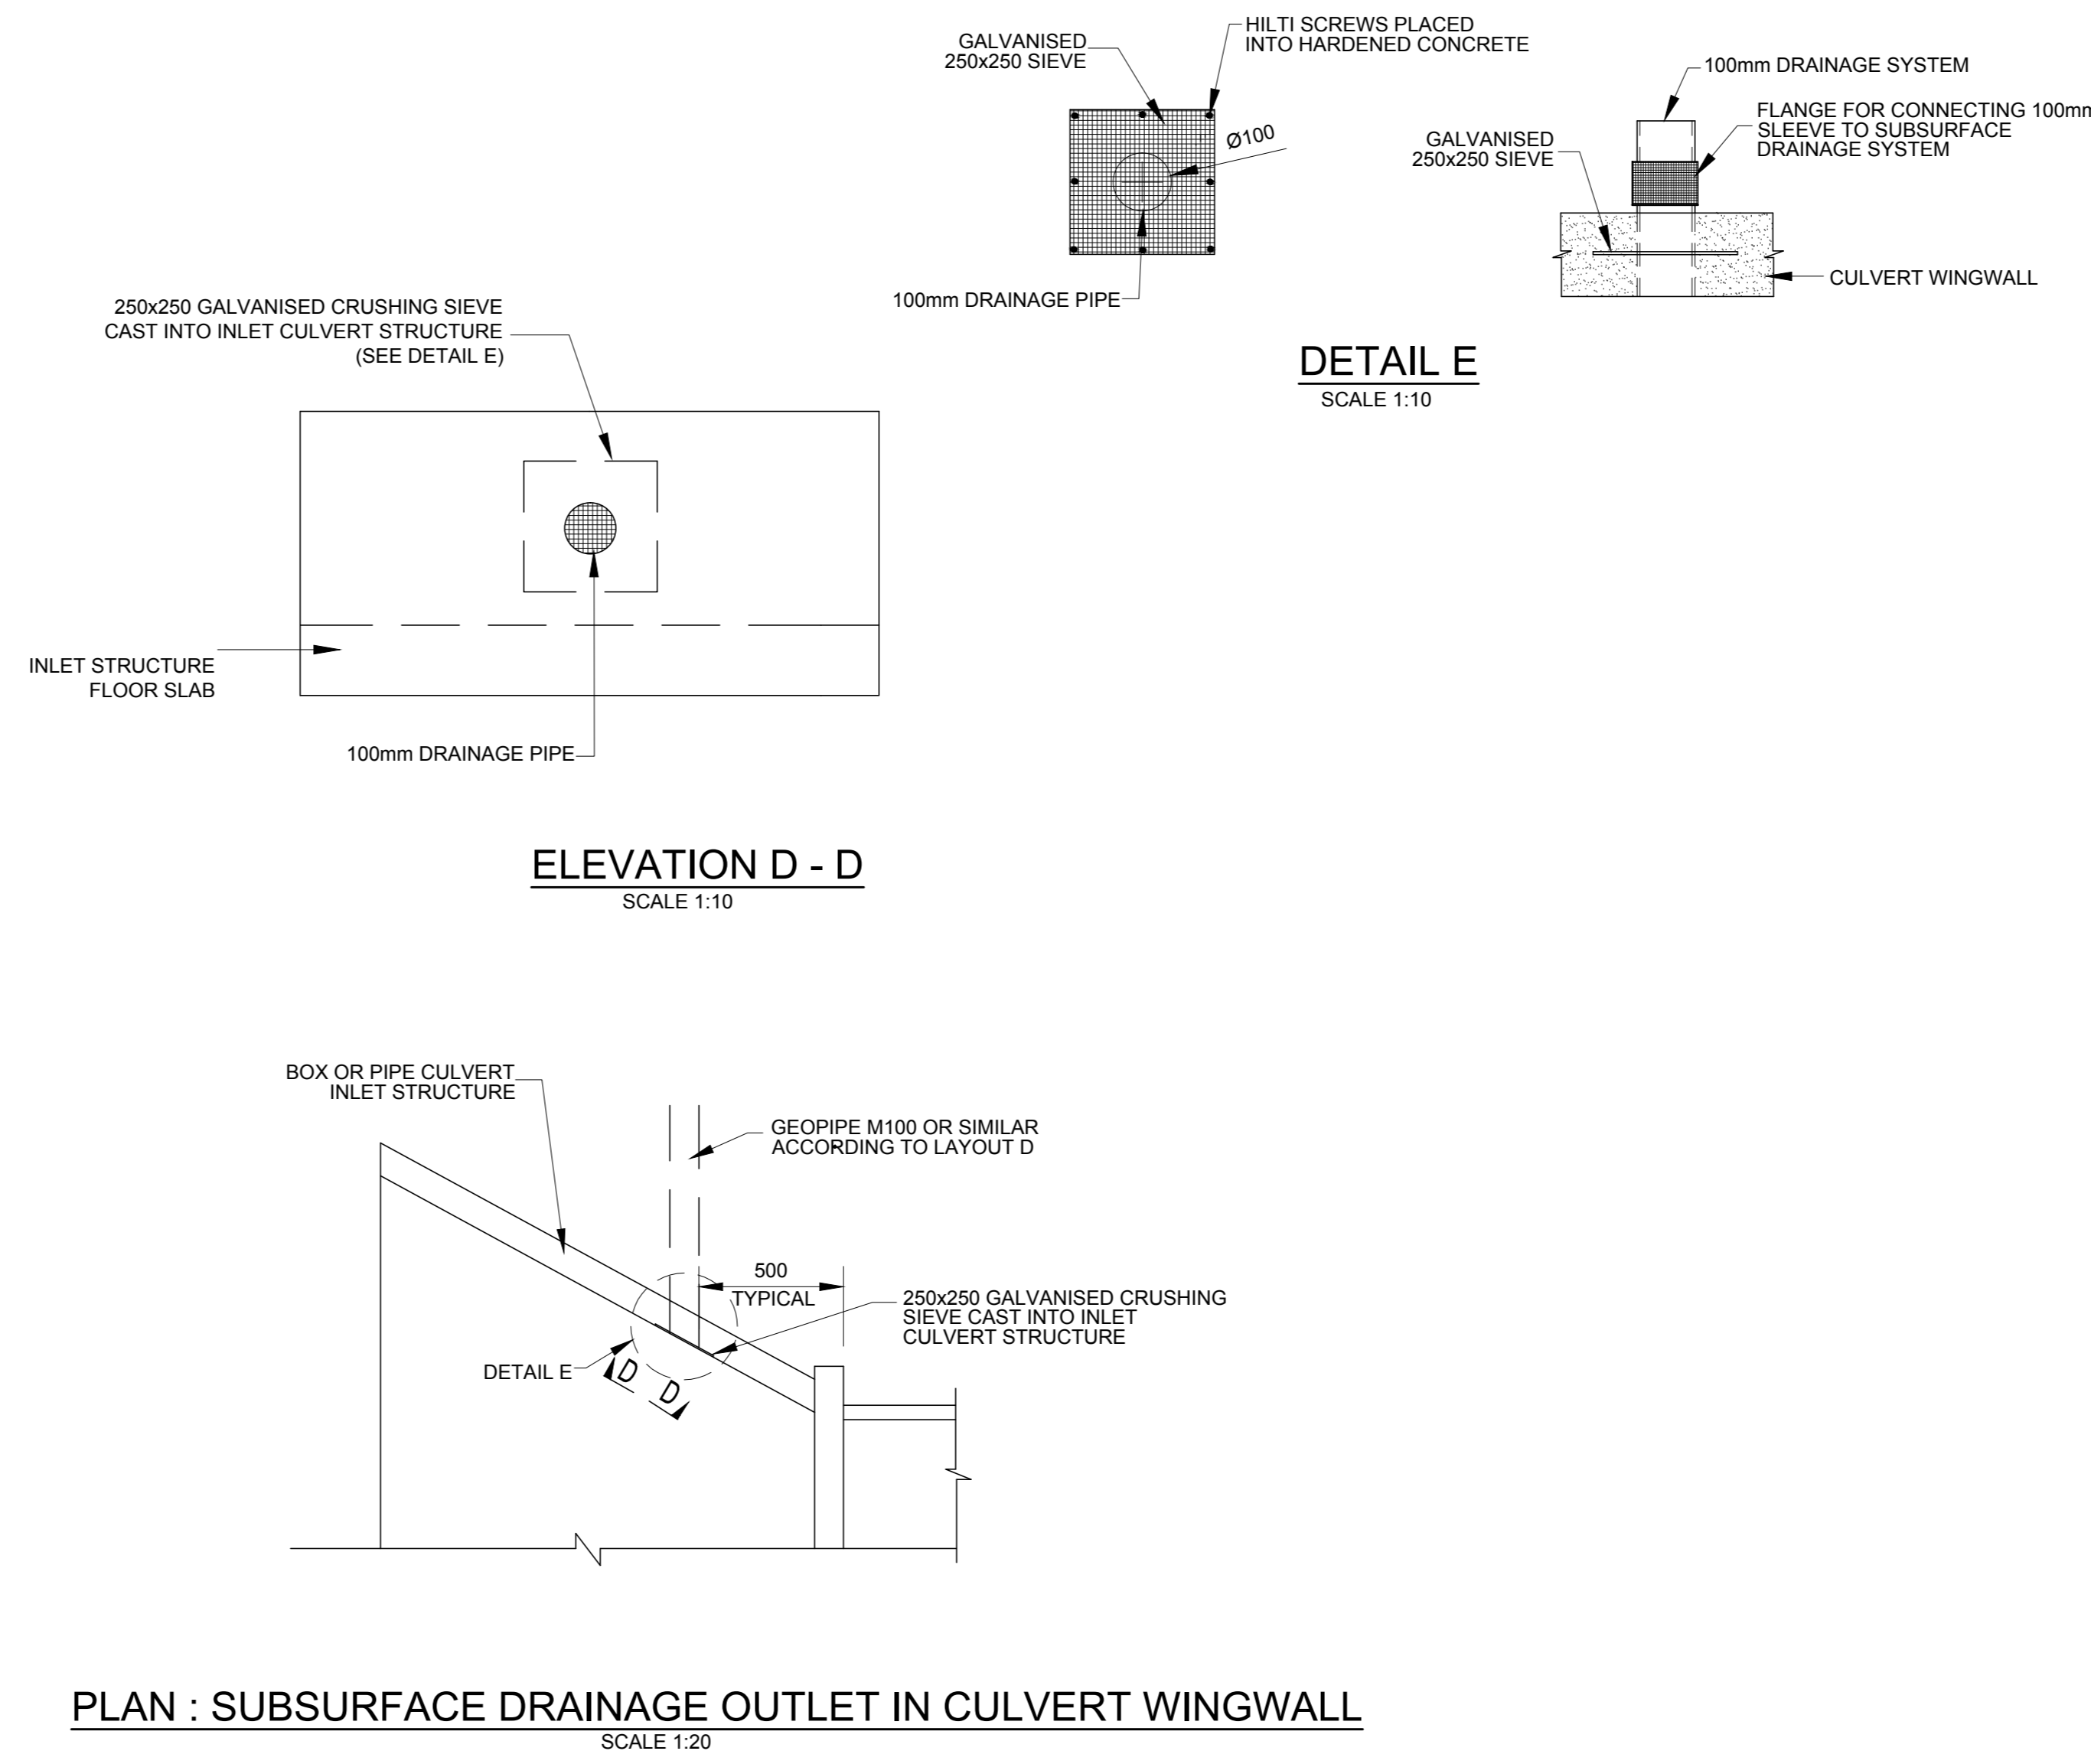 GALVANISED
250x250 SIEVE
HILTI SCREWS PLACED
INTO HARDENED CONCRETE
Ø100
100mm DRAINAGE PIPE
100mm DRAINAGE SYSTEM
FLANGE FOR CONNECTING 100mm
SLEEVE TO SUBSURFACE
DRAINAGE SYSTEM
GALVANISED
250x250 SIEVE
CULVERT WINGWALL
DETAIL E
SCALE 1:10
250x250 GALVANISED CRUSHING SIEVE
CAST INTO INLET CULVERT STRUCTURE
(SEE DETAIL E)
INLET STRUCTURE
FLOOR SLAB
100mm DRAINAGE PIPE
ELEVATION D - D
SCALE 1:10
BOX OR PIPE CULVERT
INLET STRUCTURE
GEOPIPE M100 OR SIMILAR
ACCORDING TO LAYOUT D
500
TYPICAL
250x250 GALVANISED CRUSHING
SIEVE CAST INTO INLET
CULVERT STRUCTURE
DETAIL E
D
D
PLAN : SUBSURFACE DRAINAGE OUTLET IN CULVERT WINGWALL
SCALE 1:20